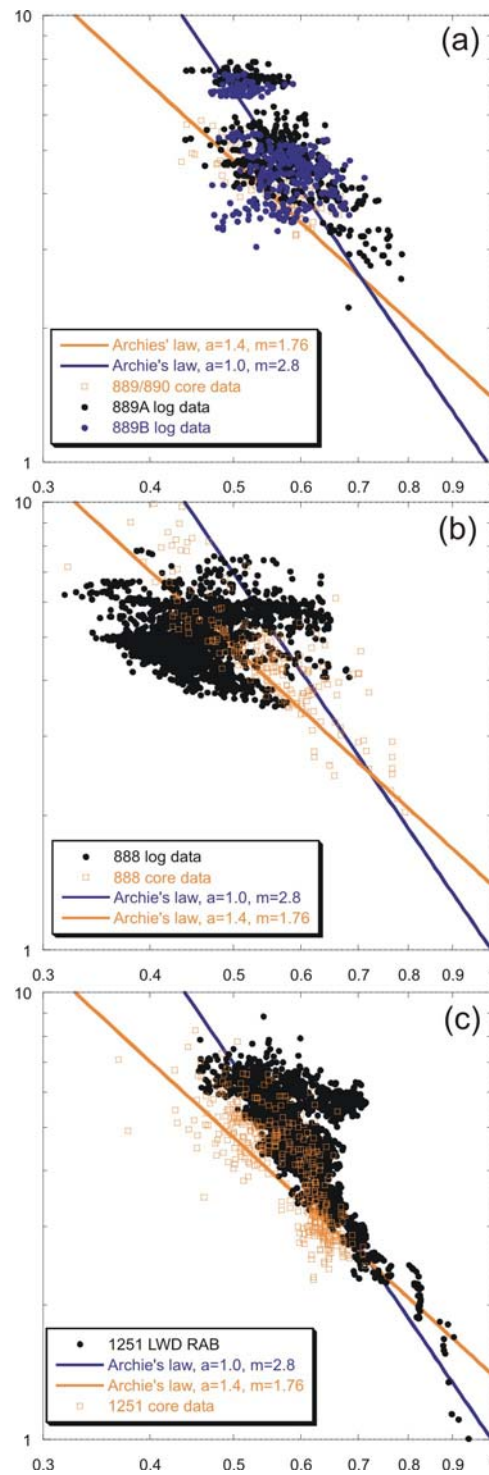 10
(a)
Archies' law, a=1.4, m=1.76
Archie's law, a=1.0, m=2.8
889/890 core data
889A log data
889B log data
1
0.3 0.4 0.5 0.6 0.7 0.8 0.9
10
(b)
888 log data
888 core data
Archie's law, a=1.0, m=2.8
Archie's law, a=1.4, m=1.76
1
0.3 0.4 0.5 0.6 0.7 0.8 0.9
10
(c)
1251 LWD RAB
Archie's law, a=1.0, m=2.8
Archie's law, a=1.4, m=1.76
1251 core data
1
0.3 0.4 0.5 0.6 0.7 0.8 0.9